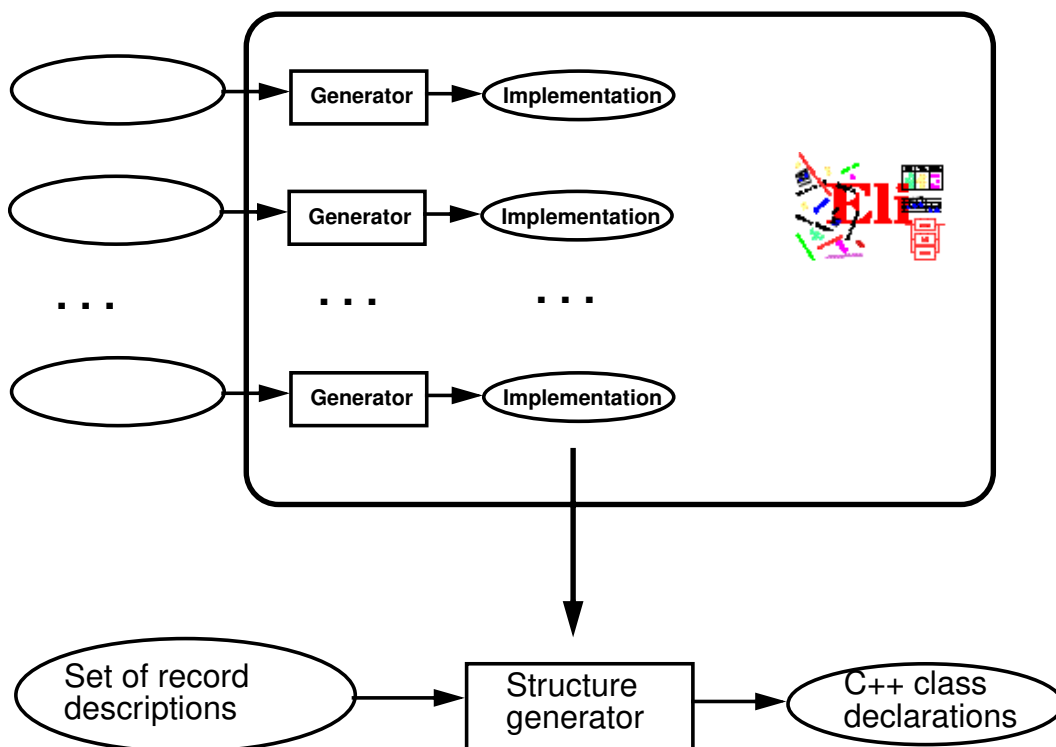 Generator
Implementation
Generator
Implementation
Eli
. . .
. . .
. . .
Generator
Implementation
Set of record
descriptions
Structure
generator
C++ class
declarations